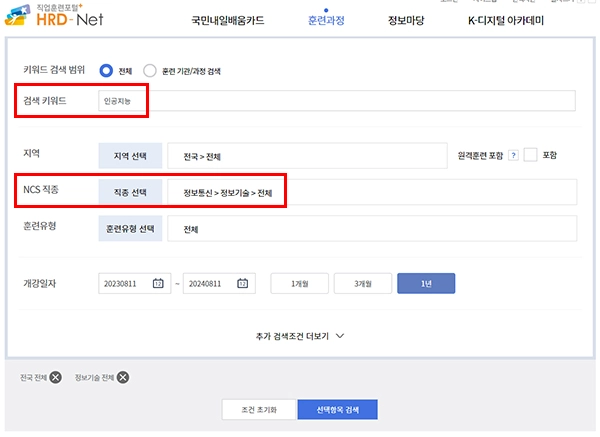 직업훈련포털+
HRD-Net
국민내일배움카드 훈련과정 정보마당 K-디지털 아카데미
키워드 검색 범위 전체 훈련 기관/과정 검색
검색 키워드 인공지능
지역 지역 선택 전국 > 전체 원격훈련 포함 ? 포함
NCS 직종 직종 선택 정보통신 > 정보기술 > 전체
훈련유형 훈련유형 선택 전체
개강일자 20230811 12 ~ 20240811 12 1개월 3개월 1년
추가 검색조건 더보기
전국 전체 정보기술 전체
조건 초기화 선택항목 검색